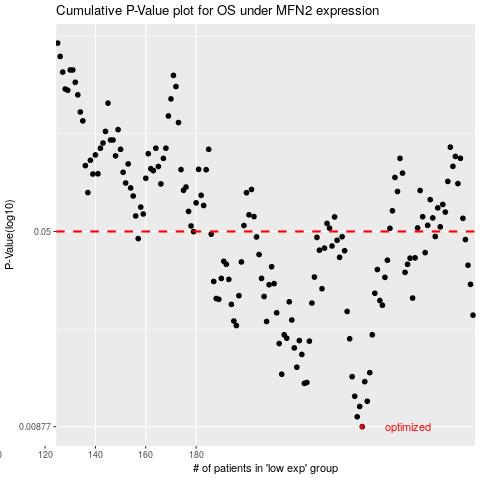 Cumulative P-Value plot for OS under MFN2 expression
P-Value(log10)
0.05
0.00877
optimized
0 120 140 160 180
# of patients in 'low exp' group